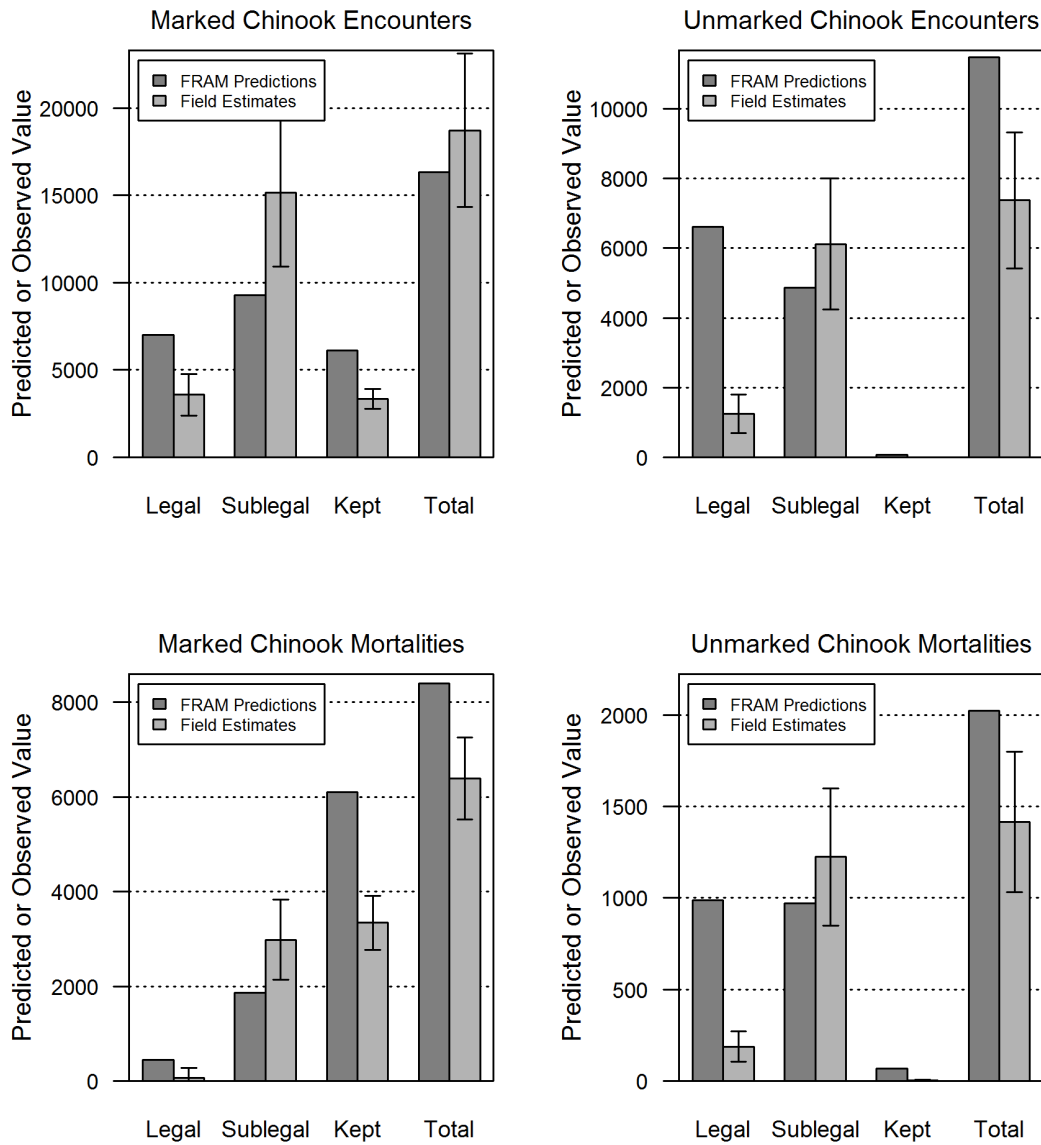 Marked Chinook Encounters
Predicted or Observed Value
20000
15000
10000
5000
0
FRAM Predictions
Field Estimates
Legal Sublegal Kept Total
Unmarked Chinook Encounters
Predicted or Observed Value
10000
8000
6000
4000
2000
0
FRAM Predictions
Field Estimates
Legal Sublegal Kept Total
Marked Chinook Mortalities
Predicted or Observed Value
8000
6000
4000
2000
0
FRAM Predictions
Field Estimates
Legal Sublegal Kept Total
Unmarked Chinook Mortalities
Predicted or Observed Value
2000
1500
1000
500
0
FRAM Predictions
Field Estimates
Legal Sublegal Kept Total